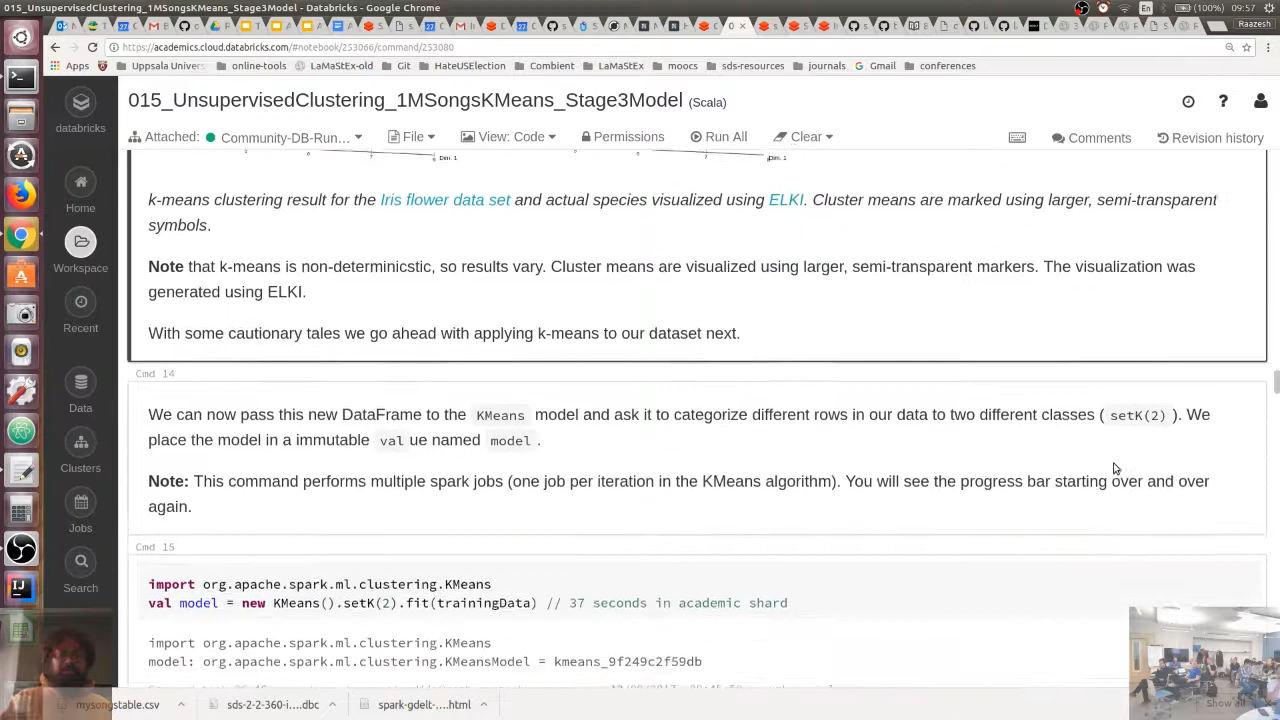 015_UnsupervisedClustering_1MSongsKMeans_Stage3Model - Databricks - Google Chrome
En (100%) 09:57
Raazesh
https://academics.cloud.databricks.com/#notebook/253066/command/253080
Apps Uppsala Univers online-tools LaMaStEx-old Git HateUSElection Combient LaMaStEx moocs sds-resources journals Gmail conferences
015_UnsupervisedClustering_1MSongsKMeans_Stage3Model (Scala)
databricks
Attached: Community-DB-Run... File View: Code Permissions Run All Clear Comments Revision history
Home
Workspace
Recent
Data
Clusters
Jobs
Search
k-means clustering result for the Iris flower data set and actual species visualized using ELKI. Cluster means are marked using larger, semi-transparent
symbols.
Note that k-means is non-determinicstic, so results vary. Cluster means are visualized using larger, semi-transparent markers. The visualization was
generated using ELKI.
With some cautionary tales we go ahead with applying k-means to our dataset next.
Cmd 14
We can now pass this new DataFrame to the KMeans model and ask it to categorize different rows in our data to two different classes ( setK(2) ). We
place the model in a immutable val ue named model .
Note: This command performs multiple spark jobs (one job per iteration in the KMeans algorithm). You will see the progress bar starting over and over
again.
Cmd 15
import org.apache.spark.ml.clustering.KMeans
val model = new KMeans().setK(2).fit(trainingData) // 37 seconds in academic shard
import org.apache.spark.ml.clustering.KMeans
model: org.apache.spark.ml.clustering.KMeansModel = kmeans_9f249c2f59db
mysongstable.csv sds-2-2-360-i....dbc spark-gdelt-....html Show all